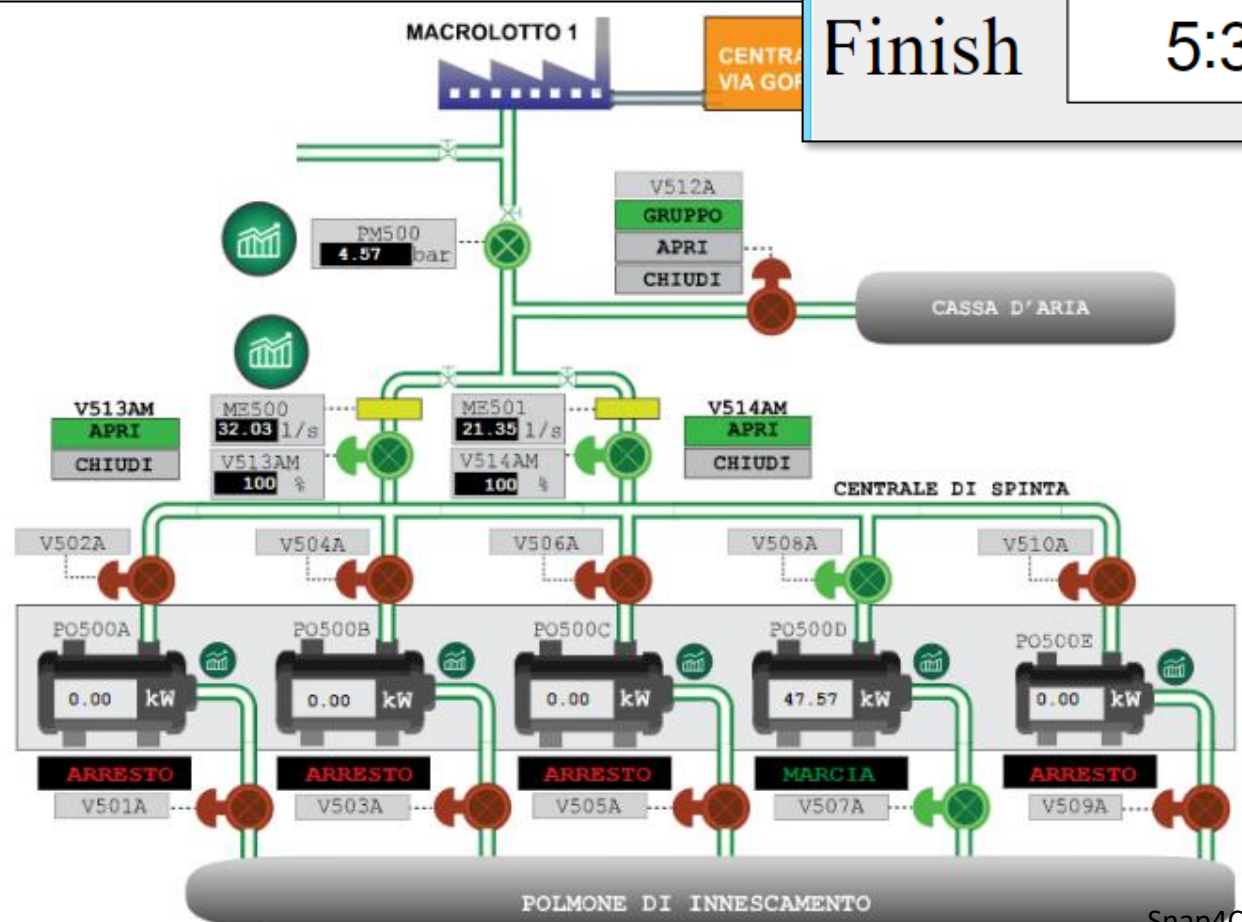 MACROLOTTO 1
Finish
V512A
GRUPPO
APRI
CHIUDI
PM500
4.57 bar
CASSA D'ARIA
V513AM
APRI
CHIUDI
ME500
32.03 l/s
V513AM
100 %
ME501
21.35 l/s
V514AM
100 %
V514AM
APRI
CHIUDI
CENTRALE DI SPINTA
V502A
V504A
V506A
V508A
V510A
PO500A
PO500B
PO500C
PO500D
PO500E
0.00 kW
0.00 kW
0.00 kW
47.57 kW
0.00 kW
ARRESTO
ARRESTO
ARRESTO
MARCIA
ARRESTO
V501A
V503A
V505A
V507A
V509A
POLMONE DI INNESCAMENTO